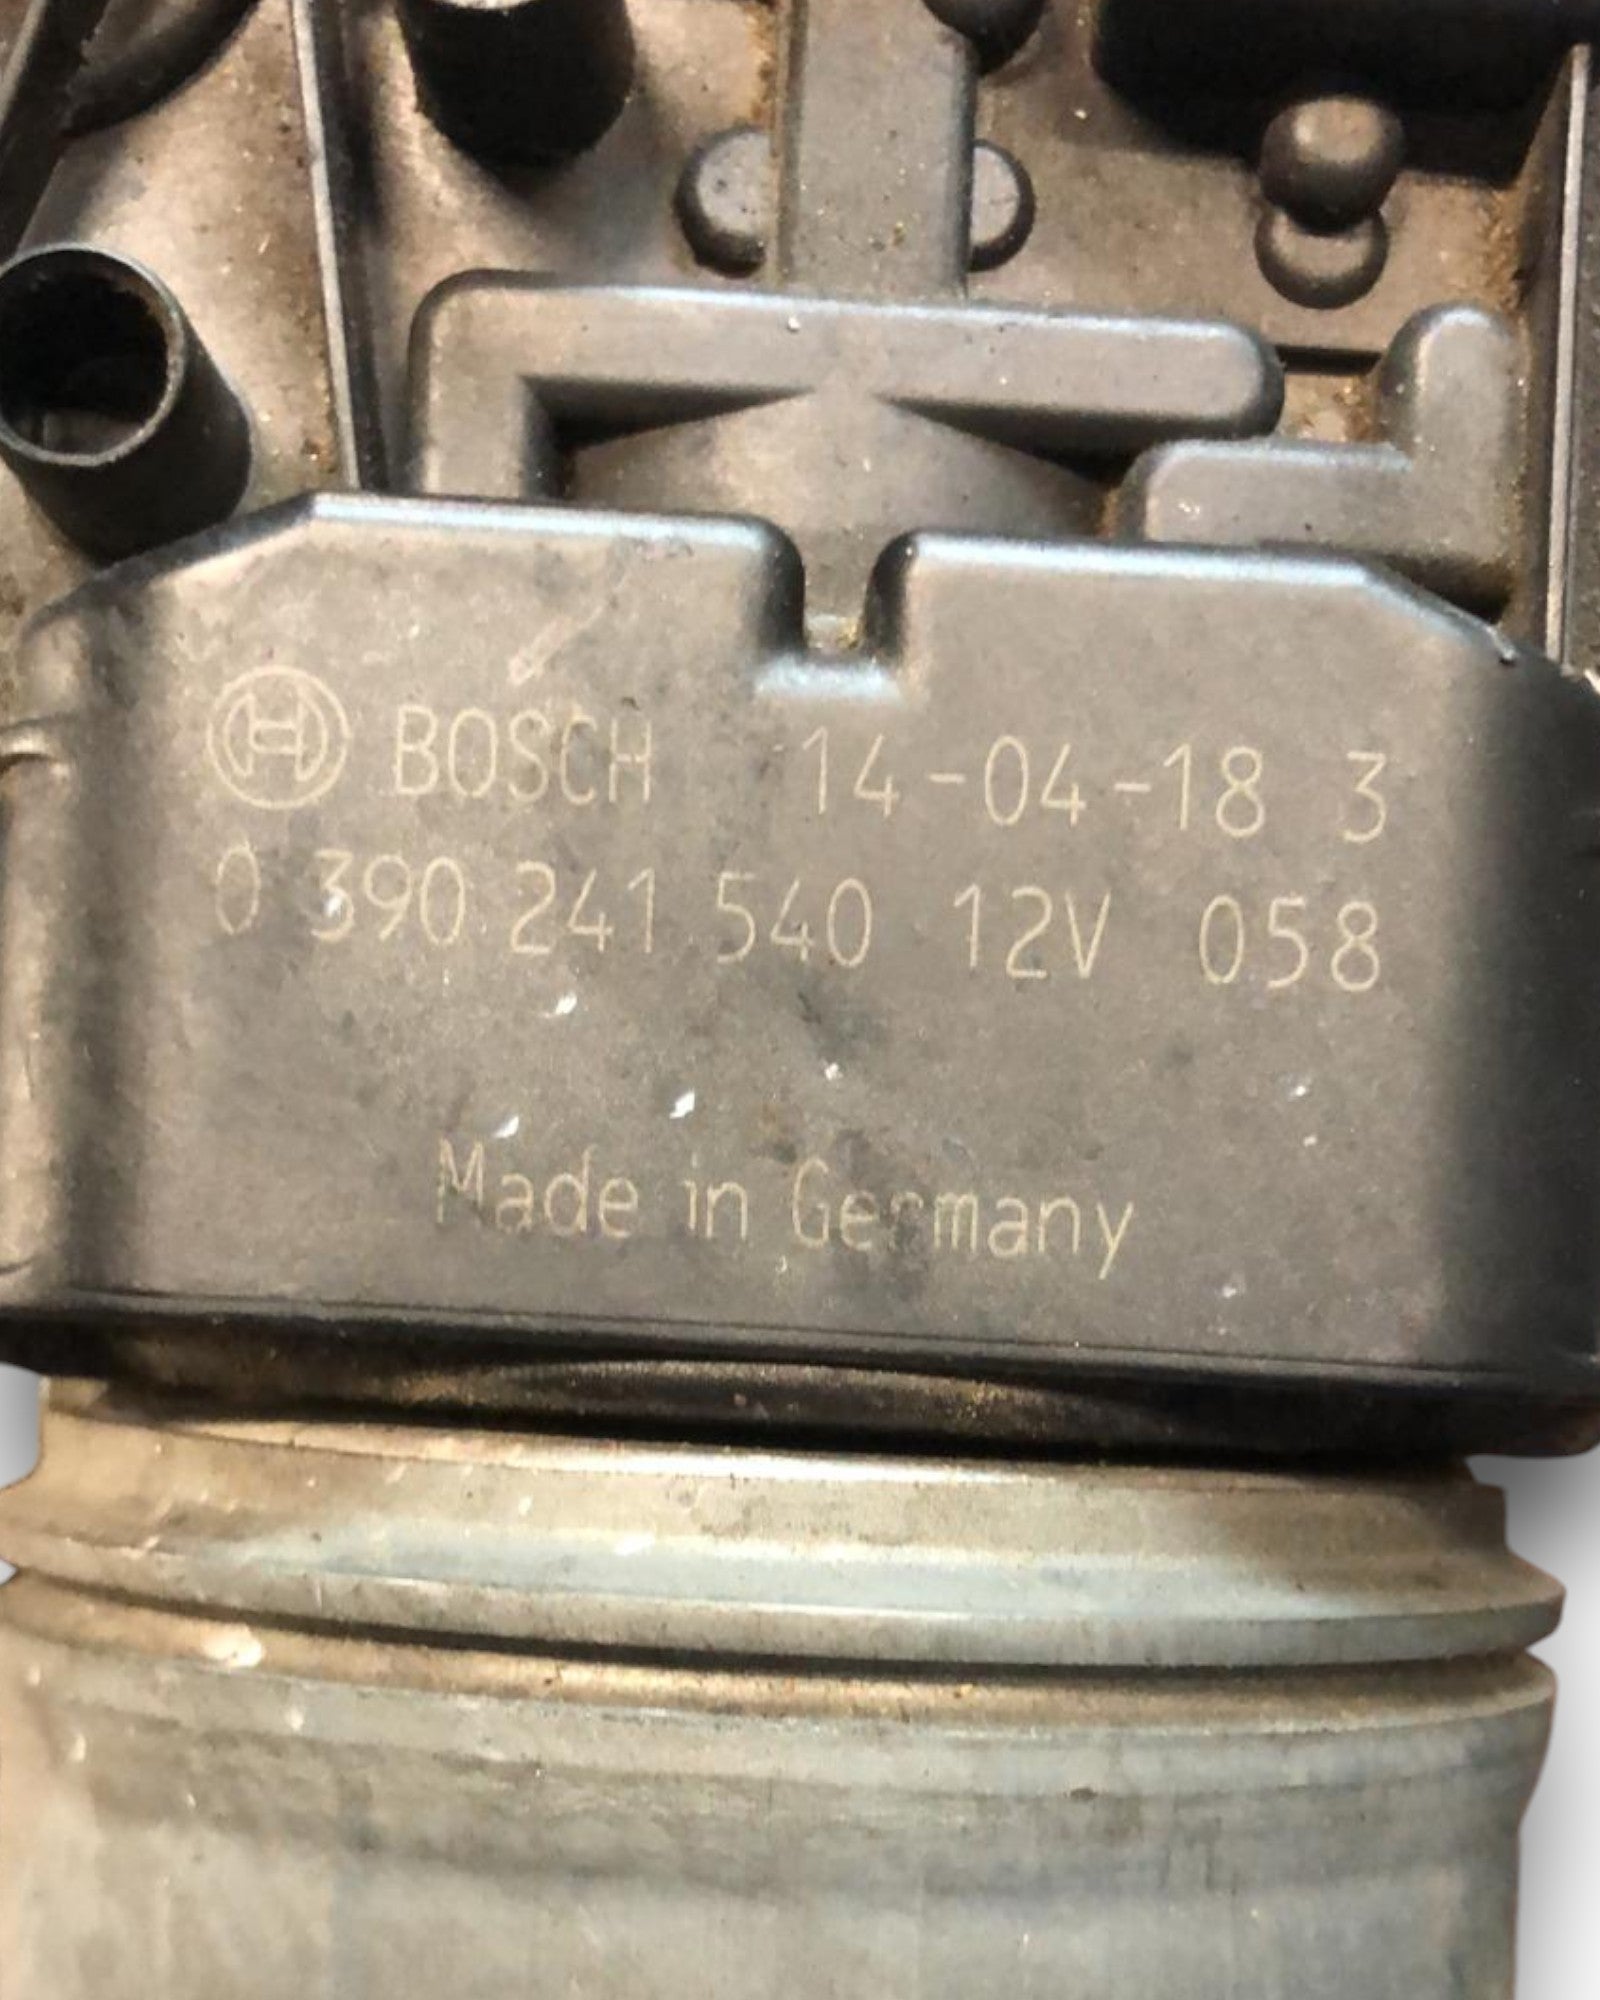 BOSCH 14-04-18 3
0 390 241 540 12V 058
Made in Germany